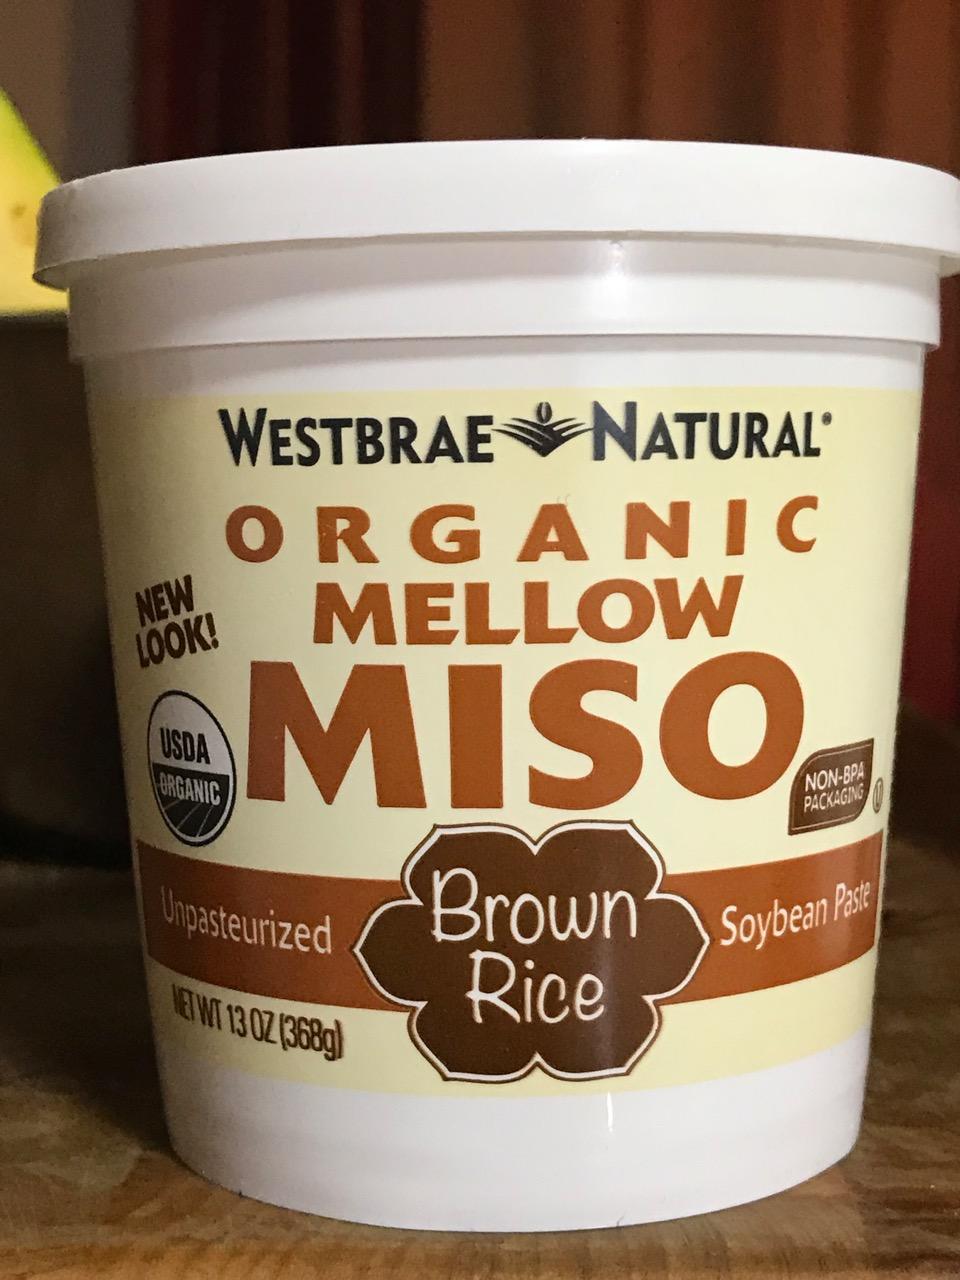 WESTBRAE NATURAL®
ORGANIC
MELLOW
MISO
NEW
LOOK!
USDA
ORGANIC
NON-BPA
PACKAGING
U
Unpasteurized
Brown
Rice
Soybean Paste
NET WT 13 OZ (368g)